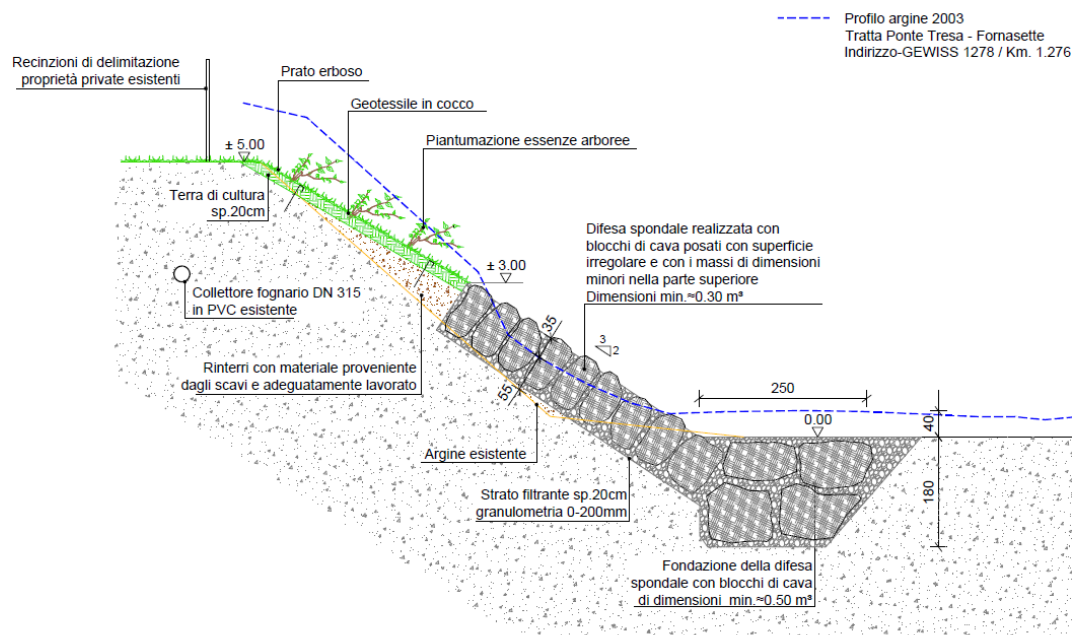 Profilo argine 2003
Tratta Ponte Tresa - Fornasette
Indirizzo-GEWISS 1278 / Km. 1.276
Recinzioni di delimitazione
proprietà private esistenti
Prato erboso
Geotessile in cocco
Piantumazione essenze arboree
± 5.00
Terra di cultura
sp.20cm
Difesa spondale realizzata con
blocchi di cava posati con superficie
irregolare e con i massi di dimensioni
minori nella parte superiore
Dimensioni min.≈0.30 m³
± 3.00
Collettore fognario DN 315
in PVC esistente
35
3
2
Rinterri con materiale proveniente
dagli scavi e adeguatamente lavorato
55
250
0.00
40
Argine esistente
180
Strato filtrante sp.20cm
granulometria 0-200mm
Fondazione della difesa
spondale con blocchi di cava
di dimensioni min.≈0.50 m³